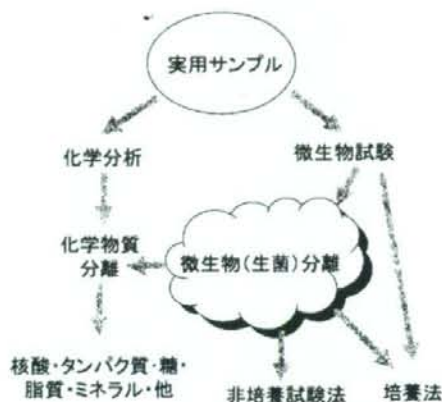 実用サンプル
化学分析
微生物試験
化学物質
分離
微生物(生菌)分離
核酸・タンパク質・糖・
脂質・ミネラル・他
非培養試験法
培養法